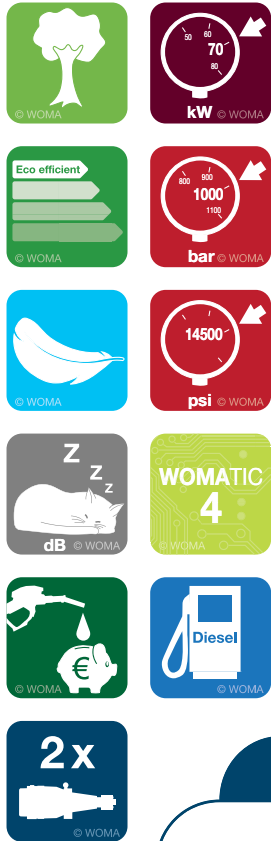 © WOMA
50
60
70
80
kW © WOMA
Eco efficient
© WOMA
800
900
1000
1100
bar © WOMA
© WOMA
14500
psi © WOMA
Z
Z
Z
dB © WOMA
WOMATIC
4
© WOMA
€
© WOMA
Diesel
© WOMA
2x
© WOMA